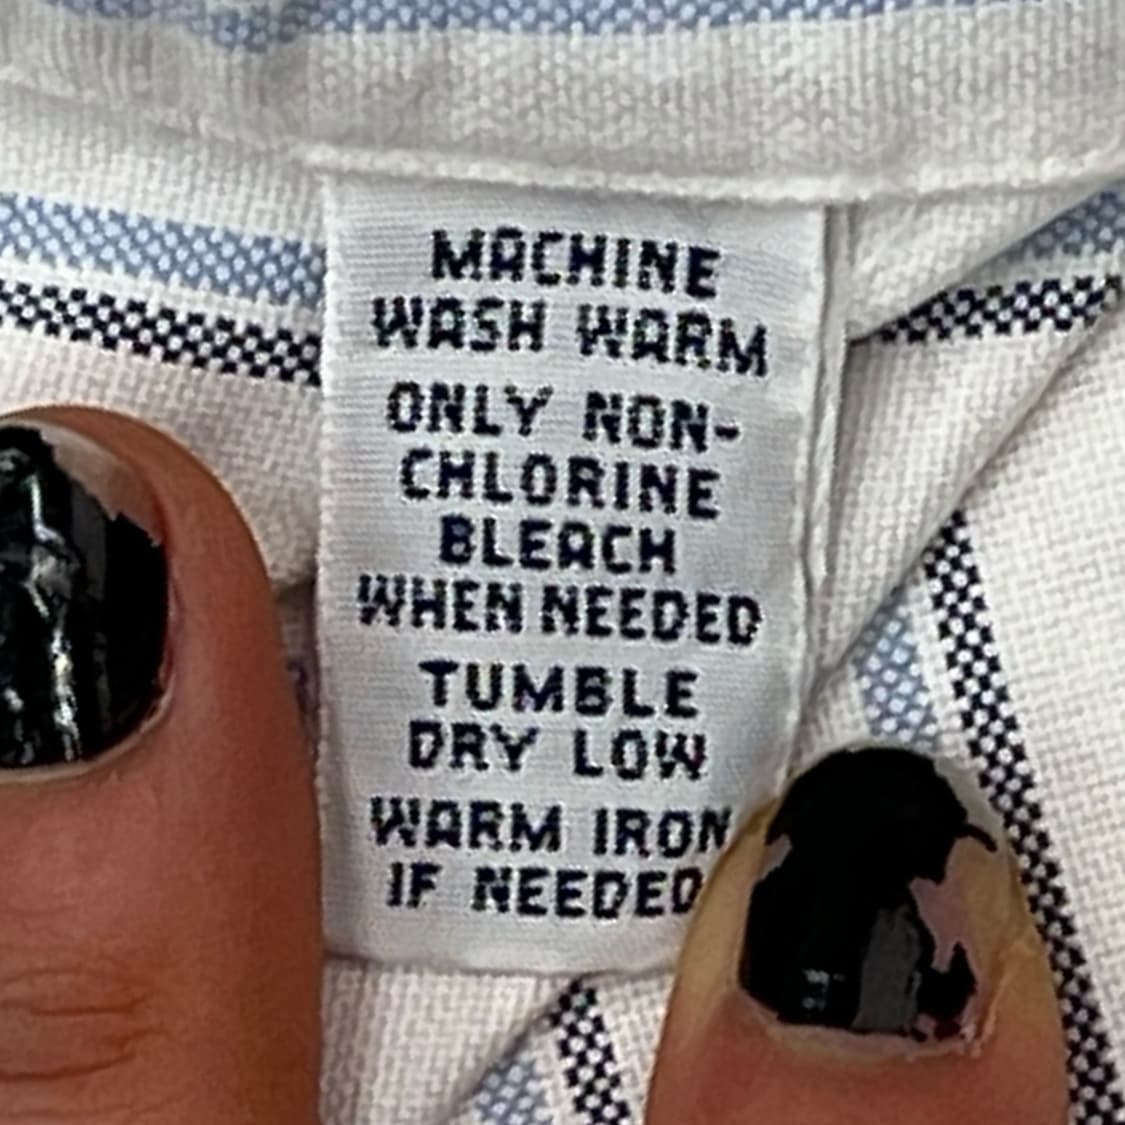 MACHINE
WASH WARM
ONLY NON-
CHLORINE
BLEACH
WHEN NEEDED
TUMBLE
DRY LOW
WARM IRON
IF NEEDED